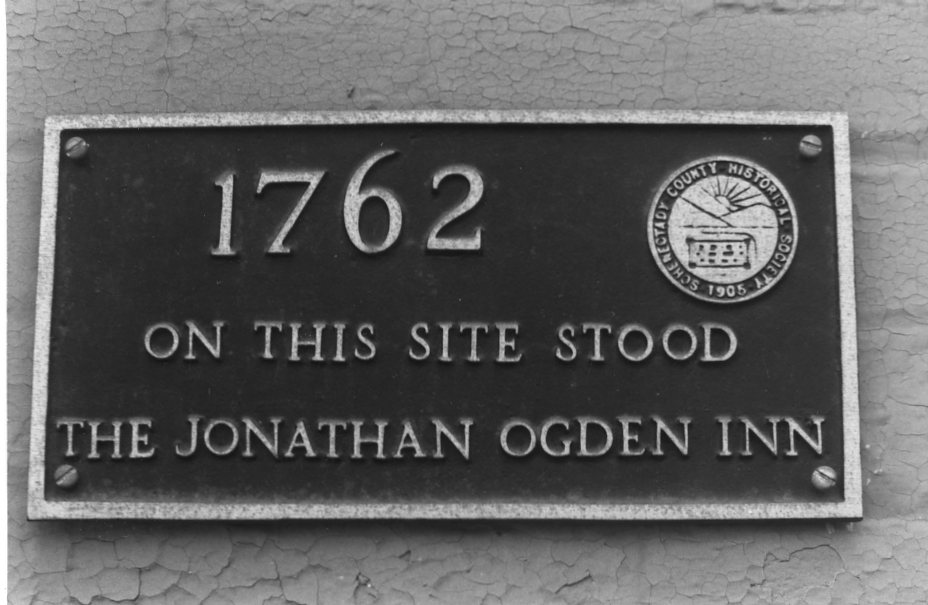 1762
SCHENECTADY COUNTY HISTORICAL SOCIETY
1905
ON THIS SITE STOOD
THE JONATHAN OGDEN INN